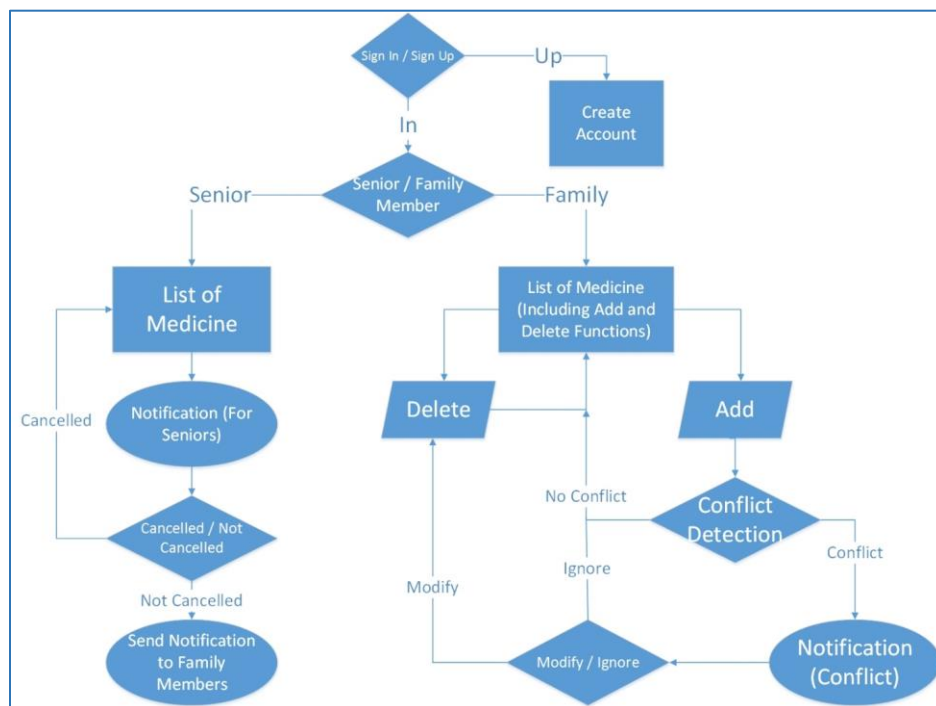 Sign In / Sign Up
Up
Create
Account
In
Senior / Family
Member
Senior
Family
List of
Medicine
List of Medicine
(Including Add and
Delete Functions)
Cancelled
Notification (For
Seniors)
Delete
Add
No Conflict
Conflict
Detection
Cancelled / Not
Cancelled
Conflict
Ignore
Modify
Not Cancelled
Send Notification
to Family
Members
Modify / Ignore
Notification
(Conflict)